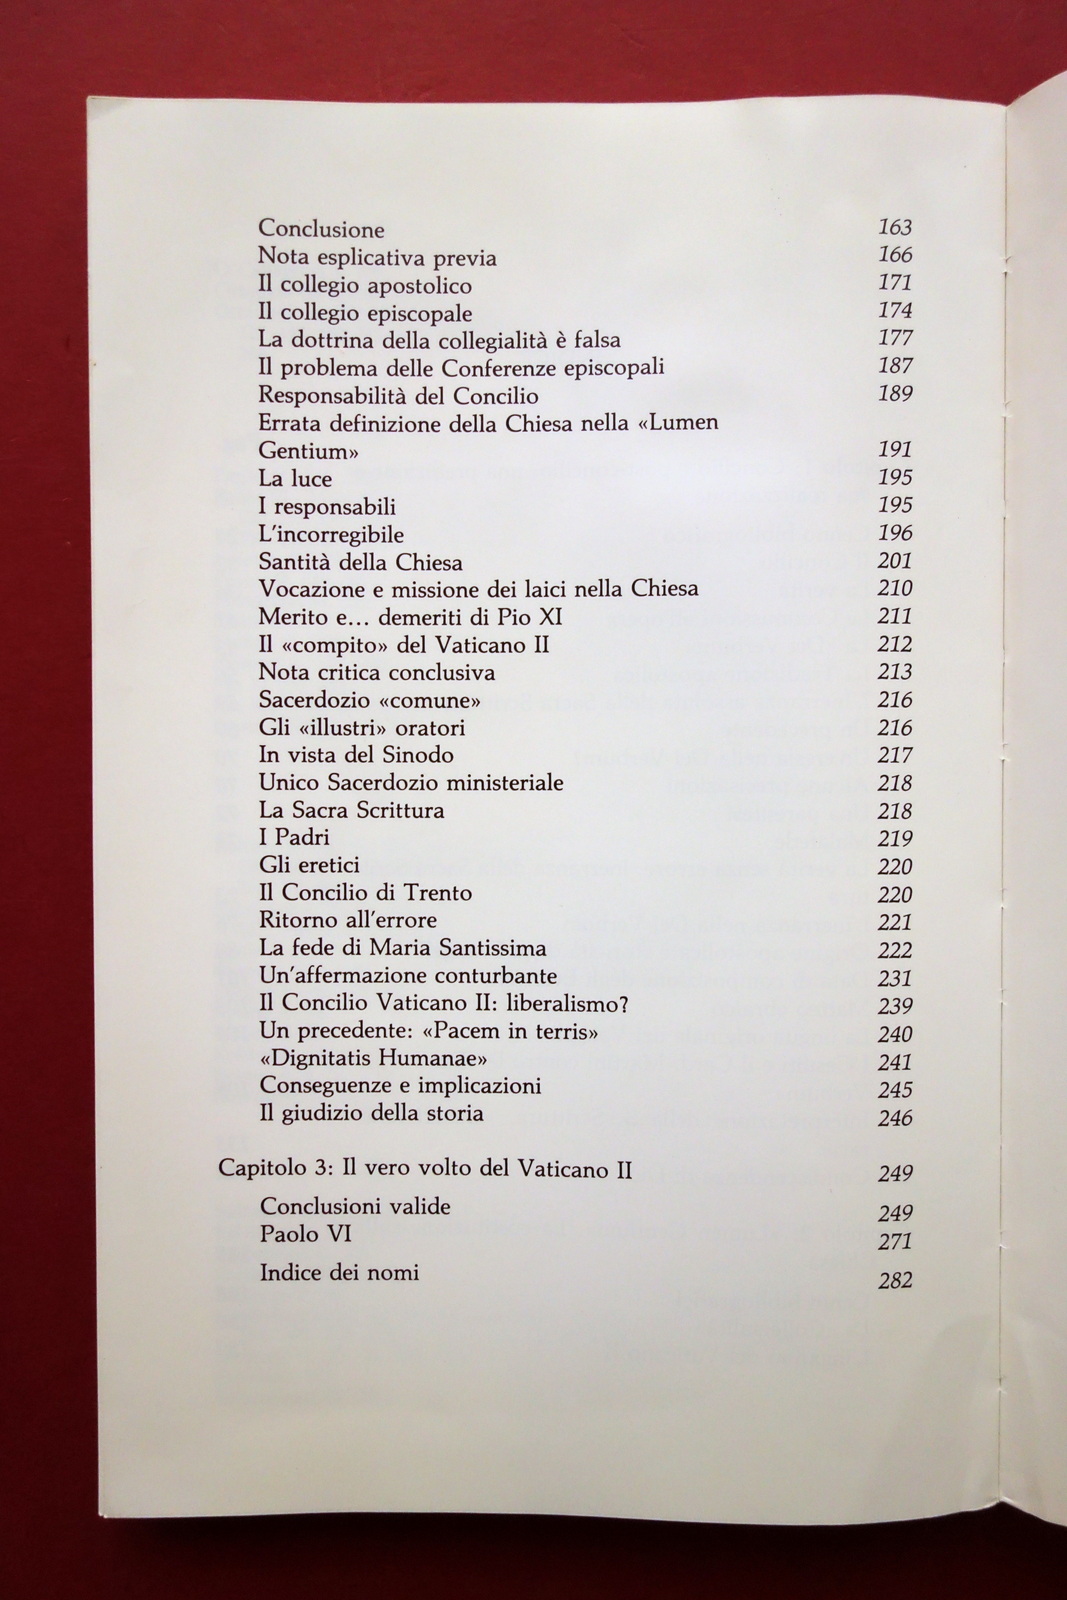 Conclusione 163
Nota esplicativa previa 166
Il collegio apostolico 171
Il collegio episcopale 174
La dottrina della collegialità è falsa 177
Il problema delle Conferenze episcopali 187
Responsabilità del Concilio 189
Errata definizione della Chiesa nella «Lumen
Gentium» 191
La luce 195
I responsabili 195
L'incorregibile 196
Santità della Chiesa 201
Vocazione e missione dei laici nella Chiesa 210
Merito e... demeriti di Pio XI 211
Il «compito» del Vaticano II 212
Nota critica conclusiva 213
Sacerdozio «comune» 216
Gli «illustri» oratori 216
In vista del Sinodo 217
Unico Sacerdozio ministeriale 218
La Sacra Scrittura 218
I Padri 219
Gli eretici 220
Il Concilio di Trento 220
Ritorno all'errore 221
La fede di Maria Santissima 222
Un'affermazione conturbante 231
Il Concilio Vaticano II: liberalismo? 239
Un precedente: «Pacem in terris» 240
«Dignitatis Humanae» 241
Conseguenze e implicazioni 245
Il giudizio della storia 246
Capitolo 3: Il vero volto del Vaticano II 249
Conclusioni valide 249
Paolo VI 271
Indice dei nomi 282